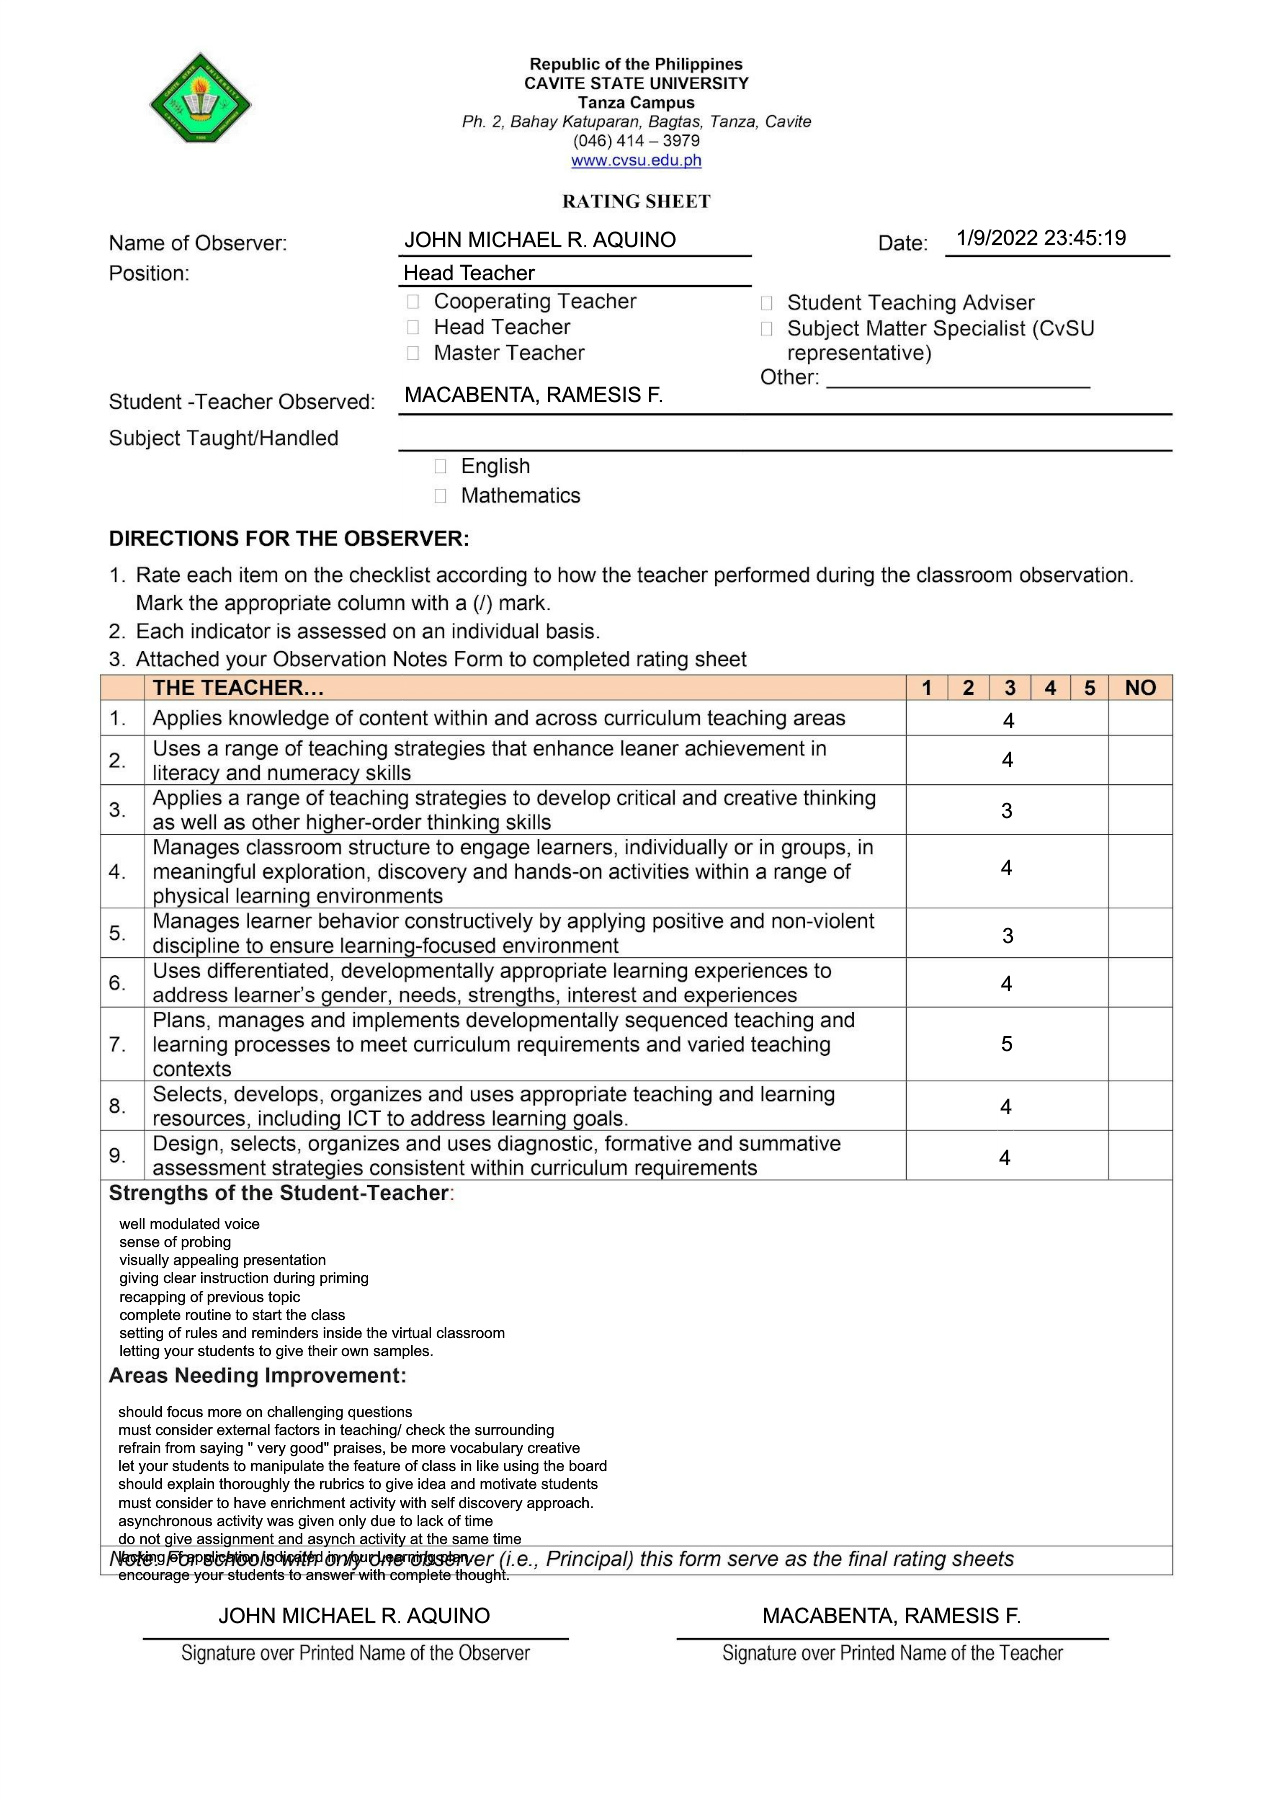 Republic of the Philippines
CAVITE STATE UNIVERSITY
Tanza Campus
Ph. 2, Bahay Katuparan, Bagtas, Tanza, Cavite
(046) 414 – 3979
www.cvsu.edu.ph
RATING SHEET
Name of Observer: JOHN MICHAEL R. AQUINO Date: 1/9/2022 23:45:19
Position: Head Teacher
Cooperating Teacher
Head Teacher
Master Teacher
Student Teaching Adviser
Subject Matter Specialist (CvSU
representative)
Other:
Student -Teacher Observed: MACABENTA, RAMESIS F.
Subject Taught/Handled
English
Mathematics
DIRECTIONS FOR THE OBSERVER:
1. Rate each item on the checklist according to how the teacher performed during the classroom observation.
Mark the appropriate column with a (/) mark.
2. Each indicator is assessed on an individual basis.
3. Attached your Observation Notes Form to completed rating sheet
THE TEACHER… 1 2 3 4 5 NO
1. Applies knowledge of content within and across curriculum teaching areas 4
2. Uses a range of teaching strategies that enhance leaner achievement in
literacy and numeracy skills 4
3. Applies a range of teaching strategies to develop critical and creative thinking
as well as other higher-order thinking skills 3
4. Manages classroom structure to engage learners, individually or in groups, in
meaningful exploration, discovery and hands-on activities within a range of
physical learning environments 4
5. Manages learner behavior constructively by applying positive and non-violent
discipline to ensure learning-focused environment 3
6. Uses differentiated, developmentally appropriate learning experiences to
address learner’s gender, needs, strengths, interest and experiences 4
7. Plans, manages and implements developmentally sequenced teaching and
learning processes to meet curriculum requirements and varied teaching
contexts 5
8. Selects, develops, organizes and uses appropriate teaching and learning
resources, including ICT to address learning goals. 4
9. Design, selects, organizes and uses diagnostic, formative and summative
assessment strategies consistent within curriculum requirements 4
Strengths of the Student-Teacher:
well modulated voice
sense of probing
visually appealing presentation
giving clear instruction during priming
recapping of previous topic
complete routine to start the class
setting of rules and reminders inside the virtual classroom
letting your students to give their own samples.
Areas Needing Improvement:
should focus more on challenging questions
must consider external factors in teaching/ check the surrounding
refrain from saying " very good" praises, be more vocabulary creative
let your students to manipulate the feature of class in like using the board
should explain thoroughly the rubrics to give idea and motivate students
must consider to have enrichment activity with self discovery approach.
asynchronous activity was given only due to lack of time
do not give assignment and asynch activity at the same time
lacking of application indicated in your Learning plan.
Note: For schools with only one observer (i.e., Principal) this form serve as the final rating sheets
encourage your students to answer with complete thought.
JOHN MICHAEL R. AQUINO
Signature over Printed Name of the Observer
MACABENTA, RAMESIS F.
Signature over Printed Name of the Teacher